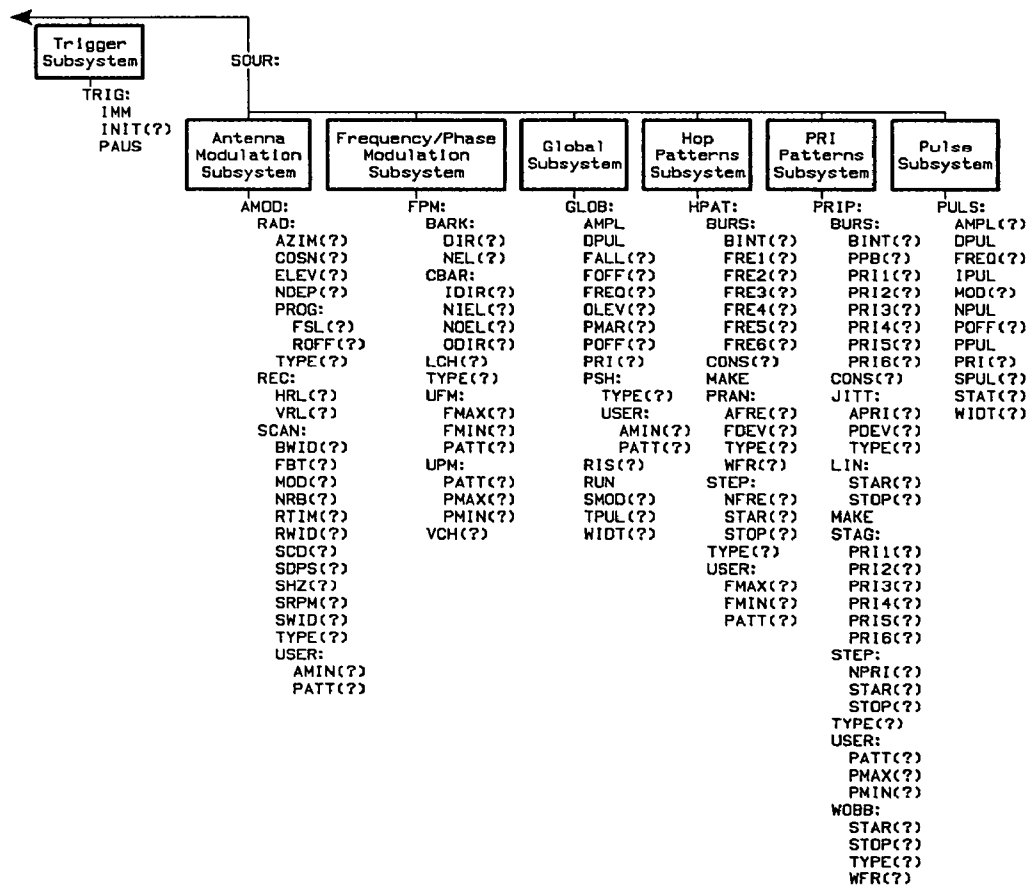 Trigger
Subsystem
TRIG:
IMM
INIT(?)
PAUS
SOUR:
Antenna
Modulation
Subsystem
AMOD:
RAD:
AZIM(?)
COSN(?)
ELEV(?)
NDEP(?)
PROG:
FSL(?)
ROFF(?)
TYPE(?)
REC:
HRL(?)
VRL(?)
SCAN:
BWID(?)
FBT(?)
MOD(?)
NRB(?)
RTIM(?)
RWID(?)
SCD(?)
SDPS(?)
SHZ(?)
SRPM(?)
SWID(?)
TYPE(?)
USER:
AMIN(?)
PATT(?)
Frequency/Phase
Modulation
Subsystem
FPM:
BARK:
DIR(?)
NEL(?)
CBAR:
IDIR(?)
NIEL(?)
NOEL(?)
ODIR(?)
LCH(?)
TYPE(?)
UFM:
FMAX(?)
FMIN(?)
PATT(?)
UPM:
PATT(?)
PMAX(?)
PMIN(?)
VCH(?)
Global
Subsystem
GLOB:
AMPL
DPUL
FALL(?)
FOFF(?)
FREQ(?)
OLEV(?)
PMAR(?)
POFF(?)
PRI(?)
PSH:
TYPE(?)
USER:
AMIN(?)
PATT(?)
RIS(?)
RUN
SMOD(?)
TPUL(?)
WIDT(?)
Hop
Patterns
Subsystem
HPAT:
BURS:
BINT(?)
FRE1(?)
FRE2(?)
FRE3(?)
FRE4(?)
FRE5(?)
FRE6(?)
CONS(?)
MAKE
PRAN:
AFRE(?)
FDEV(?)
TYPE(?)
WFR(?)
STEP:
NFRE(?)
STAR(?)
STOP(?)
TYPE(?)
USER:
FMAX(?)
FMIN(?)
PATT(?)
PRI
Patterns
Subsystem
PRIP:
BURS:
BINT(?)
PPB(?)
PRI1(?)
PRI2(?)
PRI3(?)
PRI4(?)
PRI5(?)
PRI6(?)
CONS(?)
JITT:
APRI(?)
PDEV(?)
TYPE(?)
LIN:
STAR(?)
STOP(?)
MAKE
STAG:
PRI1(?)
PRI2(?)
PRI3(?)
PRI4(?)
PRI5(?)
PRI6(?)
STEP:
NPRI(?)
STAR(?)
STOP(?)
TYPE(?)
USER:
PATT(?)
PMAX(?)
PMIN(?)
WOBB:
STAR(?)
STOP(?)
TYPE(?)
WFR(?)
Pulse
Subsystem
PULS:
AMPL(?)
DPUL
FREQ(?)
IPUL
MOD(?)
NPUL
POFF(?)
PPUL
PRI(?)
SPUL(?)
STAT(?)
WIDT(?)